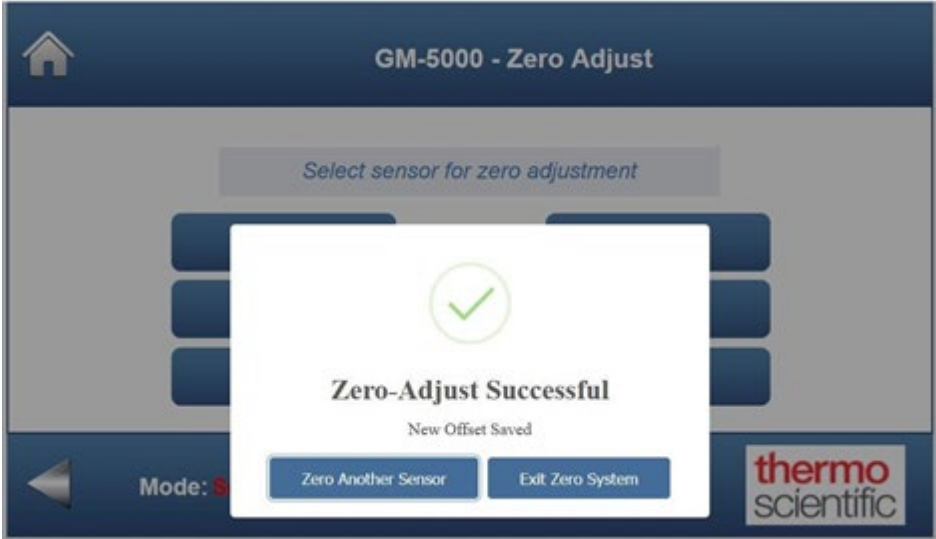 GM-5000 - Zero Adjust
Select sensor for zero adjustment
Zero-Adjust Successful
New Offset Saved
Zero Another Sensor
Exit Zero System
Mode:
thermo
scientific